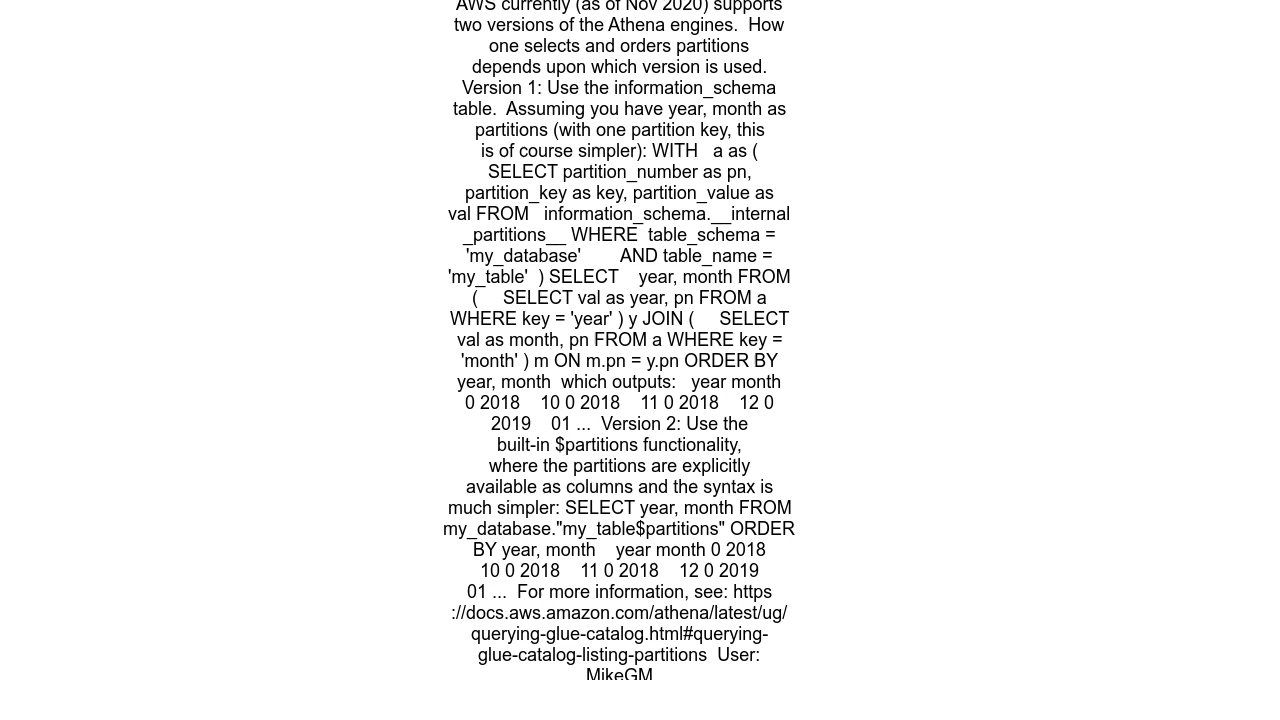 AWS currently (as of Nov 2020) supports
two versions of the Athena engines.  How
one selects and orders partitions
depends upon which version is used.
Version 1: Use the information_schema
table.  Assuming you have year, month as
partitions (with one partition key, this
is of course simpler): WITH   a as (
SELECT partition_number as pn,
partition_key as key, partition_value as
val FROM   information_schema.__internal
_partitions__ WHERE  table_schema =
'my_database'        AND table_name =
'my_table'  ) SELECT    year, month FROM
(     SELECT val as year, pn FROM a
WHERE key = 'year' ) y JOIN (     SELECT
val as month, pn FROM a WHERE key =
'month' ) m ON m.pn = y.pn ORDER BY
year, month  which outputs:   year month
0 2018    10 0 2018    11 0 2018    12 0
2019    01 ...  Version 2: Use the
built-in $partitions functionality,
where the partitions are explicitly
available as columns and the syntax is
much simpler: SELECT year, month FROM
my_database."my_table$partitions" ORDER
BY year, month    year month 0 2018
10 0 2018    11 0 2018    12 0 2019
01 ...  For more information, see: https
://docs.aws.amazon.com/athena/latest/ug/
querying-glue-catalog.html#querying-
glue-catalog-listing-partitions  User:
MikeGM